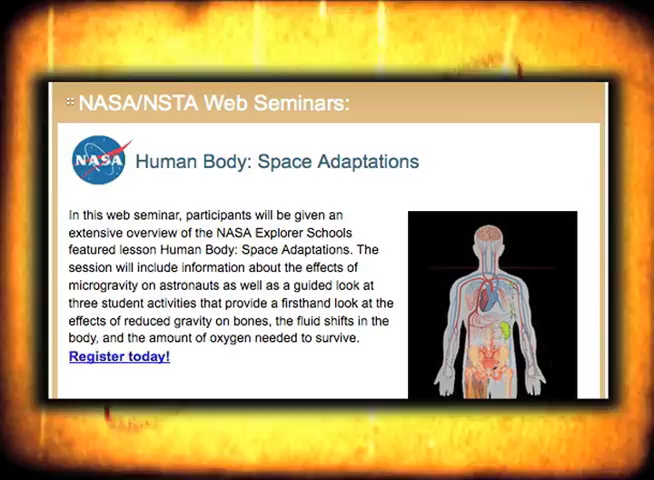 NASA/NSTA Web Seminars:
NASA
Human Body: Space Adaptations
In this web seminar, participants will be given an
extensive overview of the NASA Explorer Schools
featured lesson Human Body: Space Adaptations. The
session will include information about the effects of
microgravity on astronauts as well as a guided look at
three student activities that provide a firsthand look at the
effects of reduced gravity on bones, the fluid shifts in the
body, and the amount of oxygen needed to survive.
Register today!